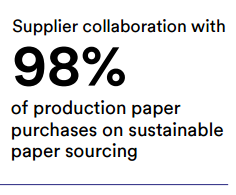 Supplier collaboration with
98%
of production paper
purchases on sustainable
paper sourcing